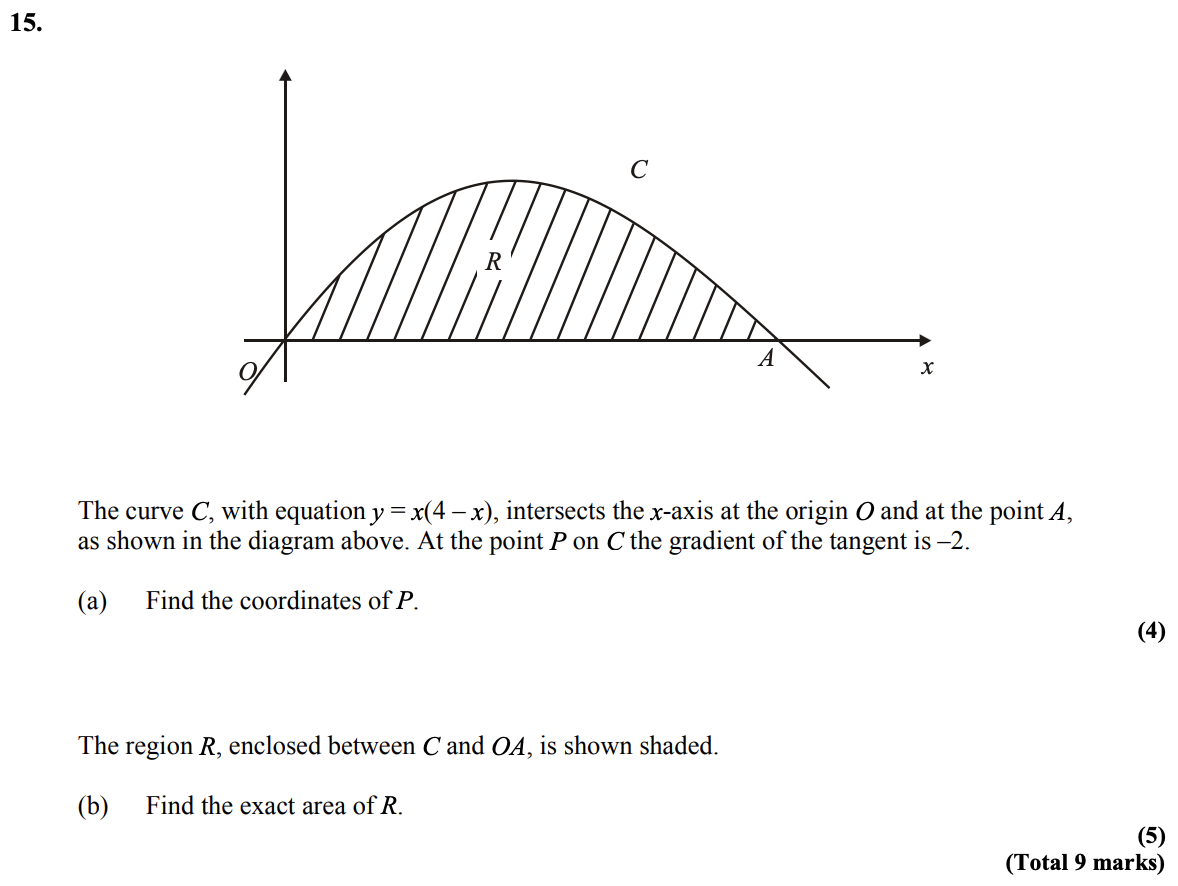 15.
C
R
O
A
x
The curve C, with equation y = x(4 – x), intersects the x-axis at the origin O and at the point A,
as shown in the diagram above. At the point P on C the gradient of the tangent is –2.
(a) Find the coordinates of P.
(4)
The region R, enclosed between C and OA, is shown shaded.
(b) Find the exact area of R.
(5)
(Total 9 marks)